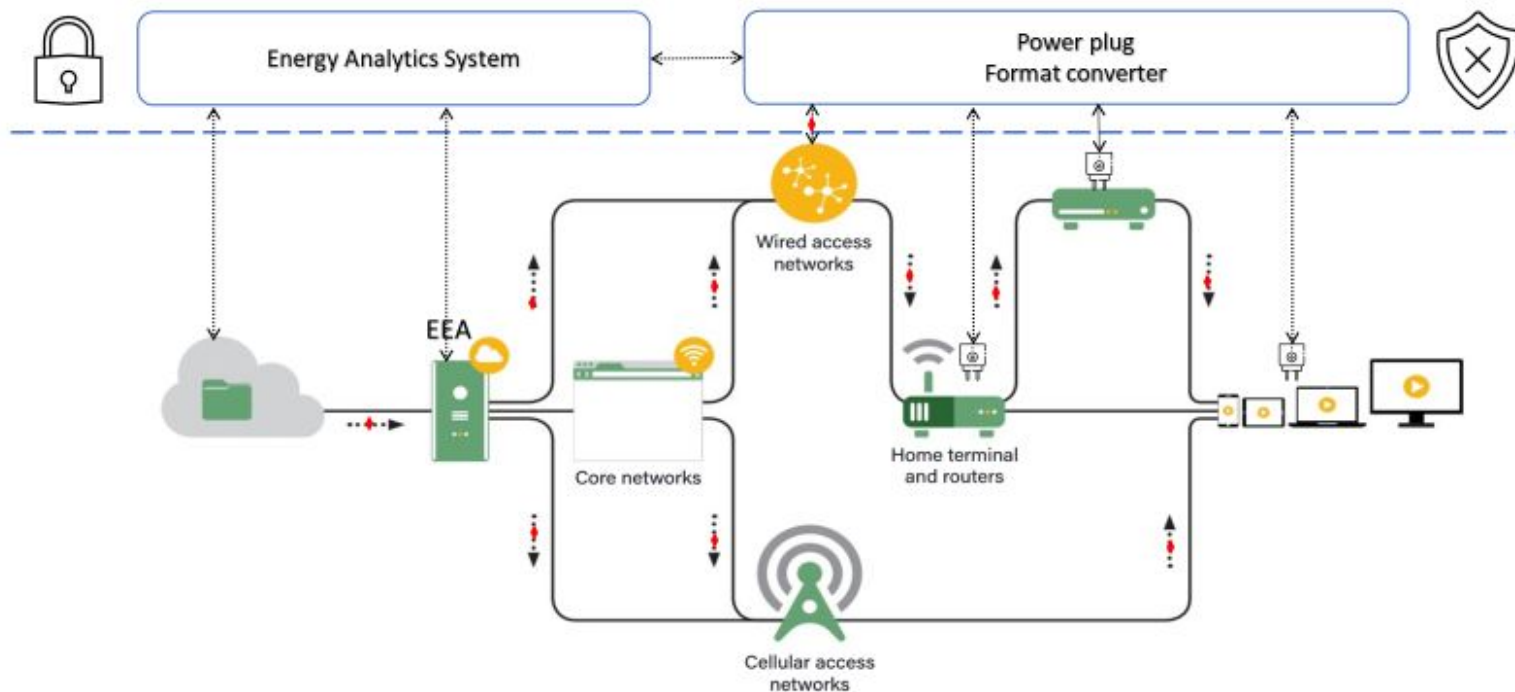 Energy Analytics System
Power plug
Format converter
Wired access
networks
EEA
Core networks
Home terminal
and routers
Cellular access
networks